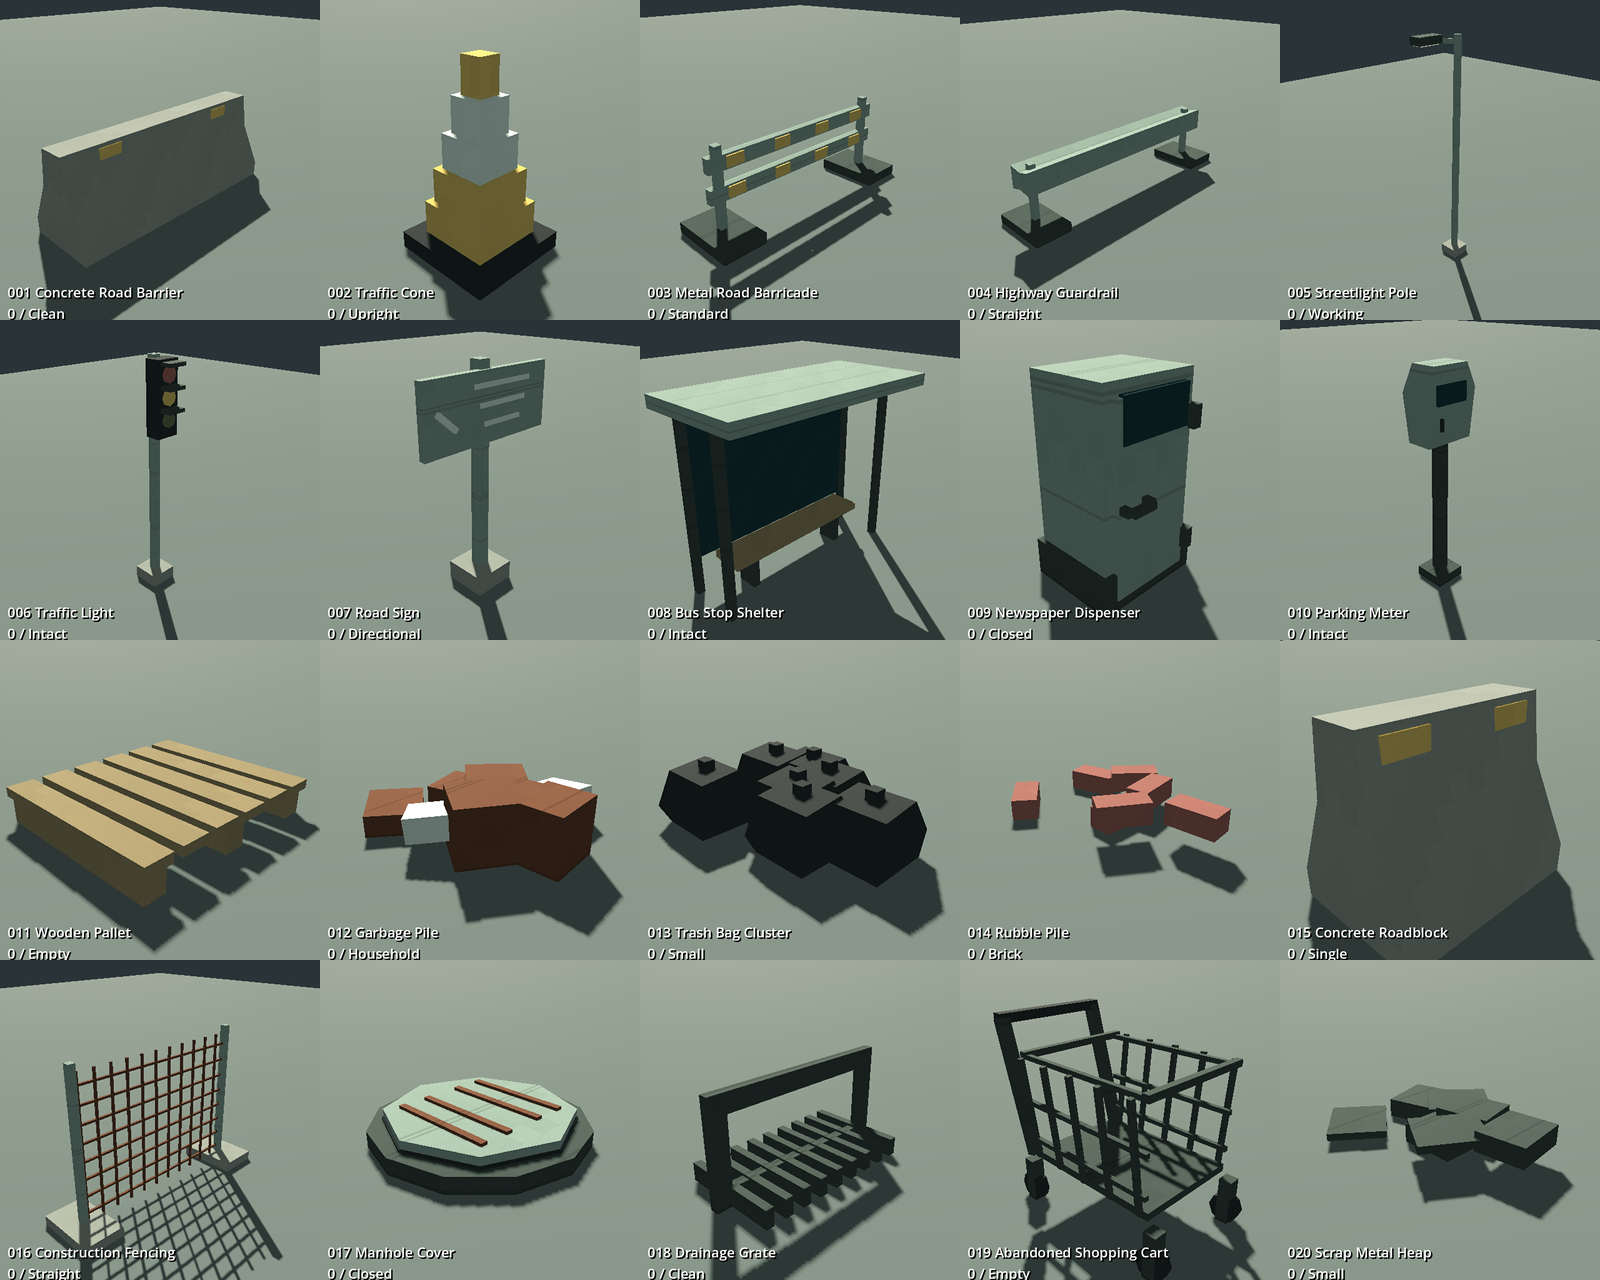 001 Concrete Road Barrier
0 / Clean
002 Traffic Cone
0 / Upright
003 Metal Road Barricade
0 / Standard
004 Highway Guardrail
0 / Straight
005 Streetlight Pole
0 / Working
006 Traffic Light
0 / Intact
007 Road Sign
0 / Directional
008 Bus Stop Shelter
0 / Intact
009 Newspaper Dispenser
0 / Closed
010 Parking Meter
0 / Intact
011 Wooden Pallet
0 / Empty
012 Garbage Pile
0 / Household
013 Trash Bag Cluster
0 / Small
014 Rubble Pile
0 / Brick
015 Concrete Roadblock
0 / Single
016 Construction Fencing
0 / Straight
017 Manhole Cover
0 / Closed
018 Drainage Grate
0 / Clean
019 Abandoned Shopping Cart
0 / Empty
020 Scrap Metal Heap
0 / Small